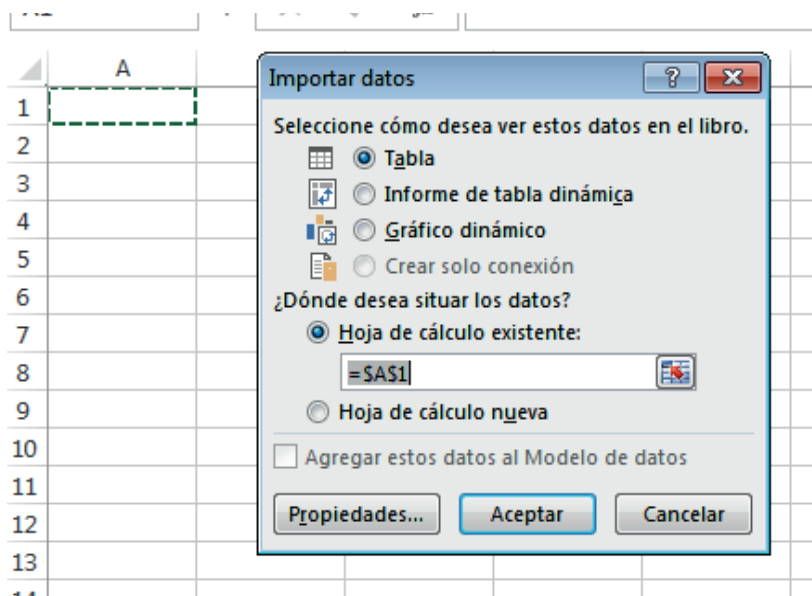 A
Importar datos
1
Seleccione cómo desea ver estos datos en el libro.
2
Tabla
3
Informe de tabla dinámica
4
Gráfico dinámico
5
Crear solo conexión
6
¿Dónde desea situar los datos?
7
Hoja de cálculo existente:
8
=$A$1
9
Hoja de cálculo nueva
10
Agregar estos datos al Modelo de datos
11
Propiedades...
Aceptar
Cancelar
12
13